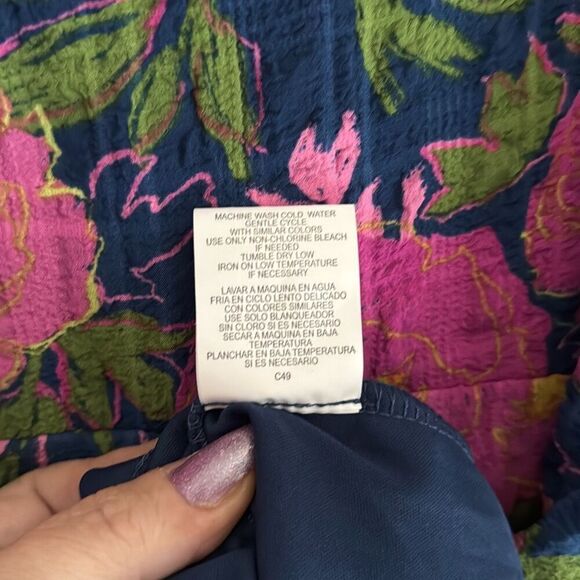 MACHINE WASH COLD WATER
GENTLE CYCLE
WITH SIMILAR COLORS
USE ONLY NON-CHLORINE BLEACH
IF NEEDED
TUMBLE DRY LOW
IRON ON LOW TEMPERATURE
IF NECESSARY
LAVAR A MAQUINA EN AGUA
FRIA EN CICLO LENTO DELICADO
CON COLORES SIMILARES
USE SOLO BLANQUEADOR
SIN CLORO SI ES NECESARIO
SECAR A MAQUINA EN BAJA
TEMPERATURA
PLANCHAR EN BAJA TEMPERATURA
SI ES NECESARIO
C49